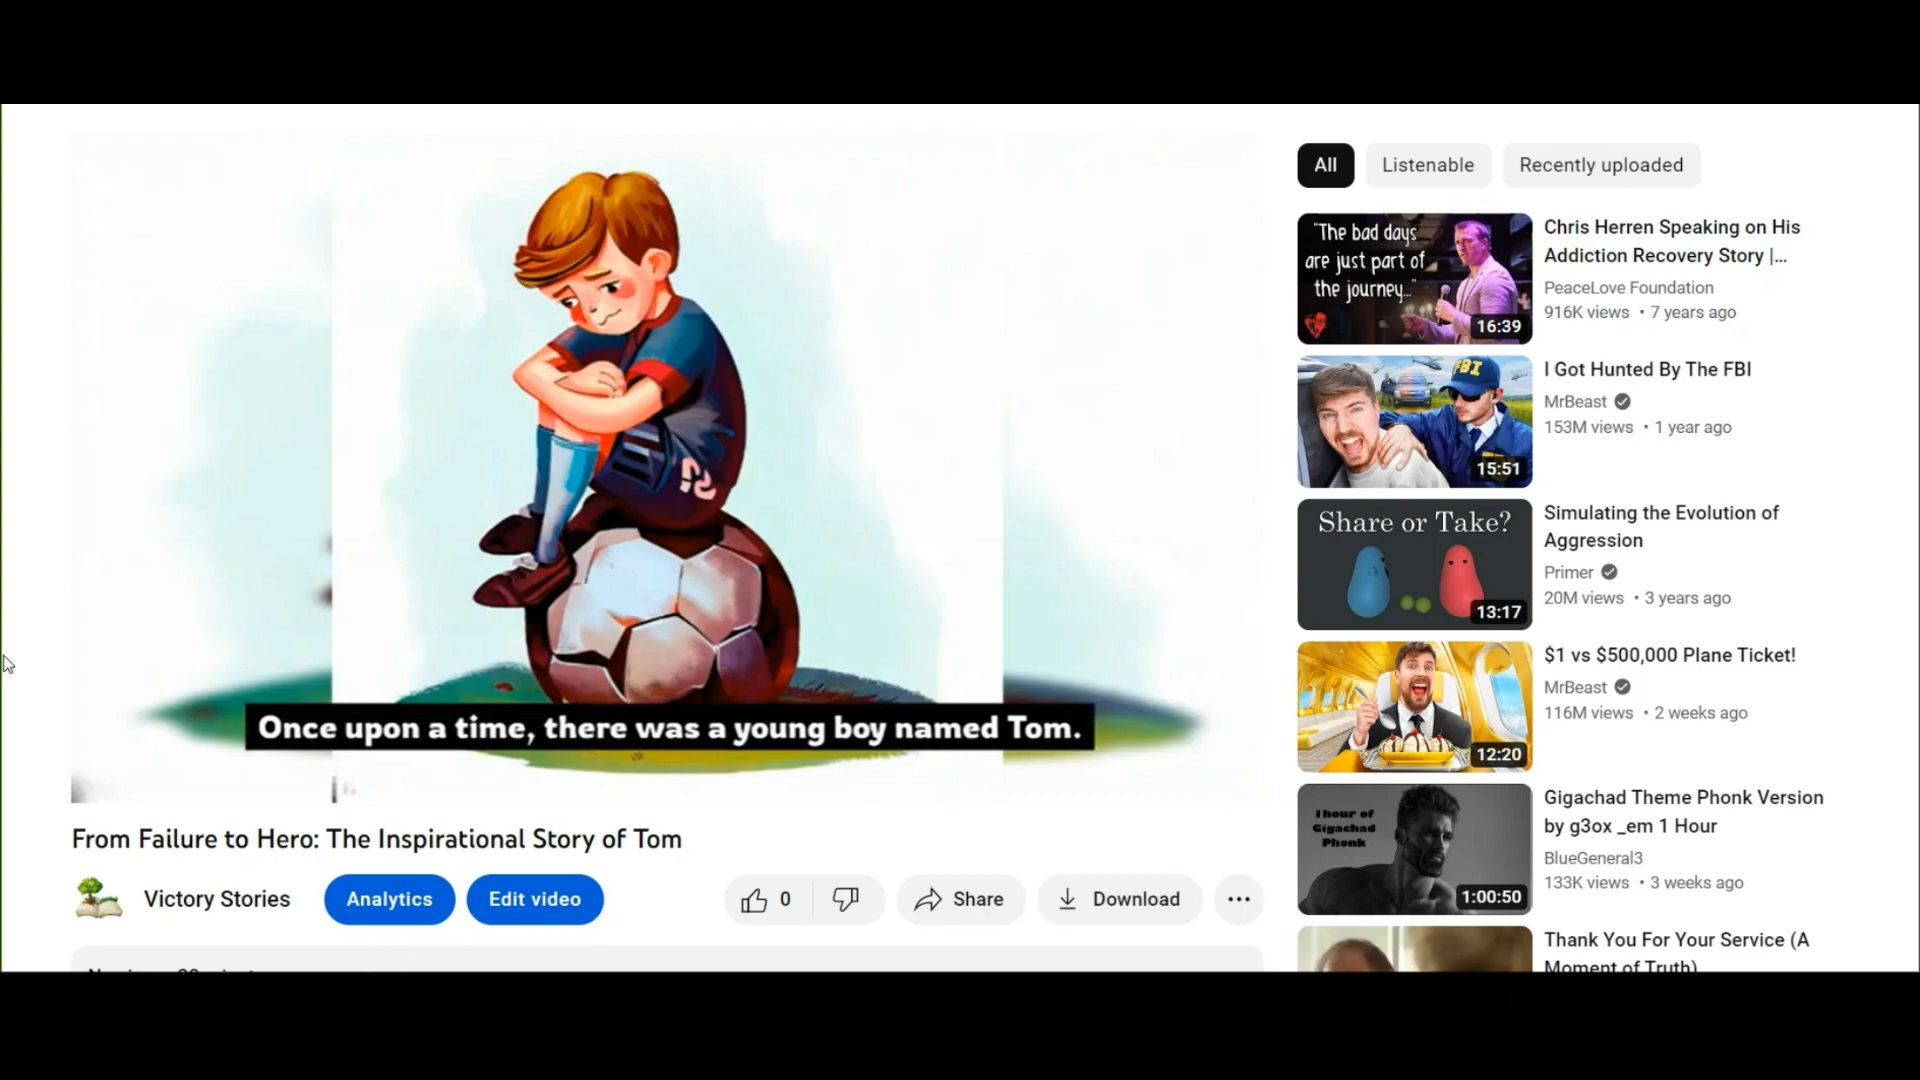 Once upon a time, there was a young boy named Tom.
From Failure to Hero: The Inspirational Story of Tom
Victory Stories
Analytics
Edit video
0
Share
Download
All
Listenable
Recently uploaded
"The bad days
are just part of
the journey..."
16:39
Chris Herren Speaking on His
Addiction Recovery Story |...
PeaceLove Foundation
916K views • 7 years ago
FBI
15:51
I Got Hunted By The FBI
MrBeast
153M views • 1 year ago
Share or Take?
13:17
Simulating the Evolution of
Aggression
Primer
20M views • 3 years ago
12:20
$1 vs $500,000 Plane Ticket!
MrBeast
116M views • 2 weeks ago
1 hour of
Gigachad
Phonk
1:00:50
Gigachad Theme Phonk Version
by g3ox _em 1 Hour
BlueGeneral3
133K views • 3 weeks ago
Thank You For Your Service (A
Moment of Truth)